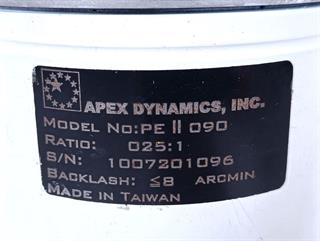 APEX DYNAMICS, INC.
MODEL NO:PE II 090
RATIO: 025:1
S/N: 1007201096
BACKLASH: ≦8 ARCMIN
MADE IN TAIWAN